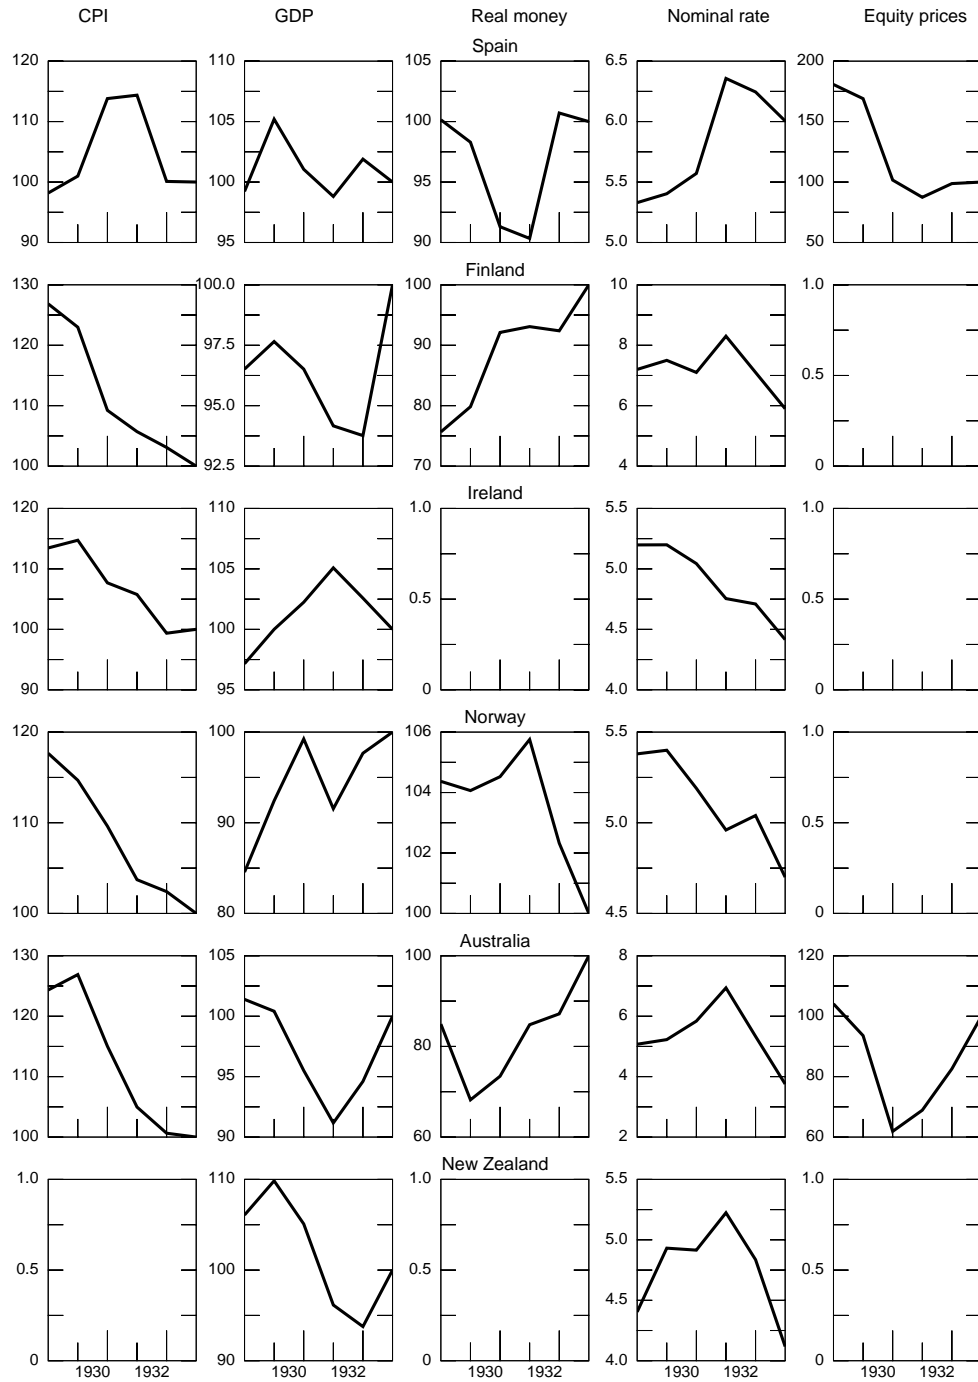 CPI GDP Real money Nominal rate Equity prices
Spain
120 110 105 6.5 200
110 105 100 6.0 150
100 100 95 5.5 100
90 95 90 5.0 50
Finland
130 100.0 100 10 1.0
120 97.5 90 8
0.5
110 95.0 80 6
100 92.5 70 4 0
Ireland
120 110 1.0 5.5 1.0
110 105 5.0
0.5 0.5
100 100 4.5
90 95 0 4.0 0
Norway
120 100 106 5.5 1.0
104
110 90 5.0 0.5
102
100 80 100 4.5 0
Australia
130 105 100 8 120
120 100 6 100
80
110 95 4 80
100 90 60 2 60
New Zealand
1.0 110 1.0 5.5 1.0
5.0
0.5 100 0.5 0.5
4.5
0 90 0 4.0 0
1930 1932 1930 1932 1930 1932 1930 1932 1930 1932